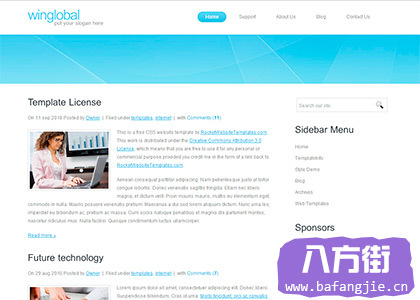 winglobal
put your slogan here
Home
Support
About Us
Blog
Contact Us
Template License
On 11 sep 2010 Posted by Owner | Filed under templates, internet | with Comments (11)
This is a free CSS website template by RocketWebsiteTemplates.com.
This work is distributed under the Creative Commons Attribution 3.0
License, which means that you are free to use it for any personal or
commercial purpose provided you credit me in the form of a link back to
RocketWebsiteTemplates.com.
Aenean consequat porttitor adipiscing. Nam pellentesque justo ut tortor
congue lobortis. Donec venenatis sagittis fringilla. Etiam nec libero
magna, et dictum velit. Proin mauris mauris, mattis eu elementum eget,
commodo in nulla. Mauris posuere venenatis pretium. Maecenas a dui sed lorem aliquam dictum. Nunc urna leo,
imperdiet eu bibendum ac, pretium ac massa. Cum sociis natoque penatibus et magnis dis parturient montes,
nascetur ridiculus mus. Nulla facilisi. Quisque condimentum luctus ullamcorper.
Read more »
Future technology
On 29 aug 2010 Posted by Owner | Filed under templates, internet | with Comments (7)
Lorem ipsum dolor sit amet, consectetur adipiscing elit. Donec libero. Suspendisse bibendum.
Search our site:
Sidebar Menu
Home
TemplateInfo
Style Demo
Blog
Archives
Web Templates
Sponsors
八方街
www.bafangjie.cn